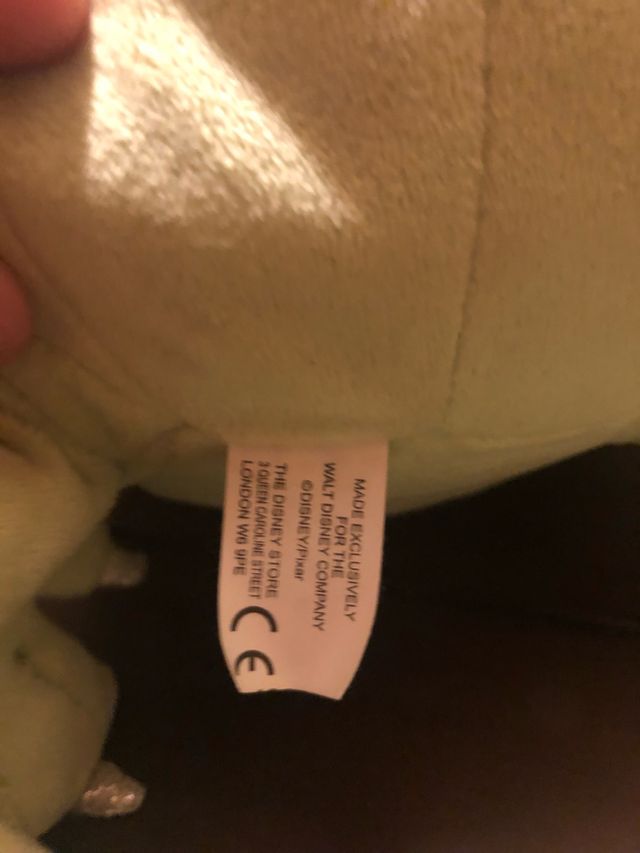 MADE EXCLUSIVELY
FOR THE
WALT DISNEY COMPANY
©DISNEY/Pixar
THE DISNEY STORE
3 QUEEN CAROLINE STREET
LONDON W6 9PE
CE